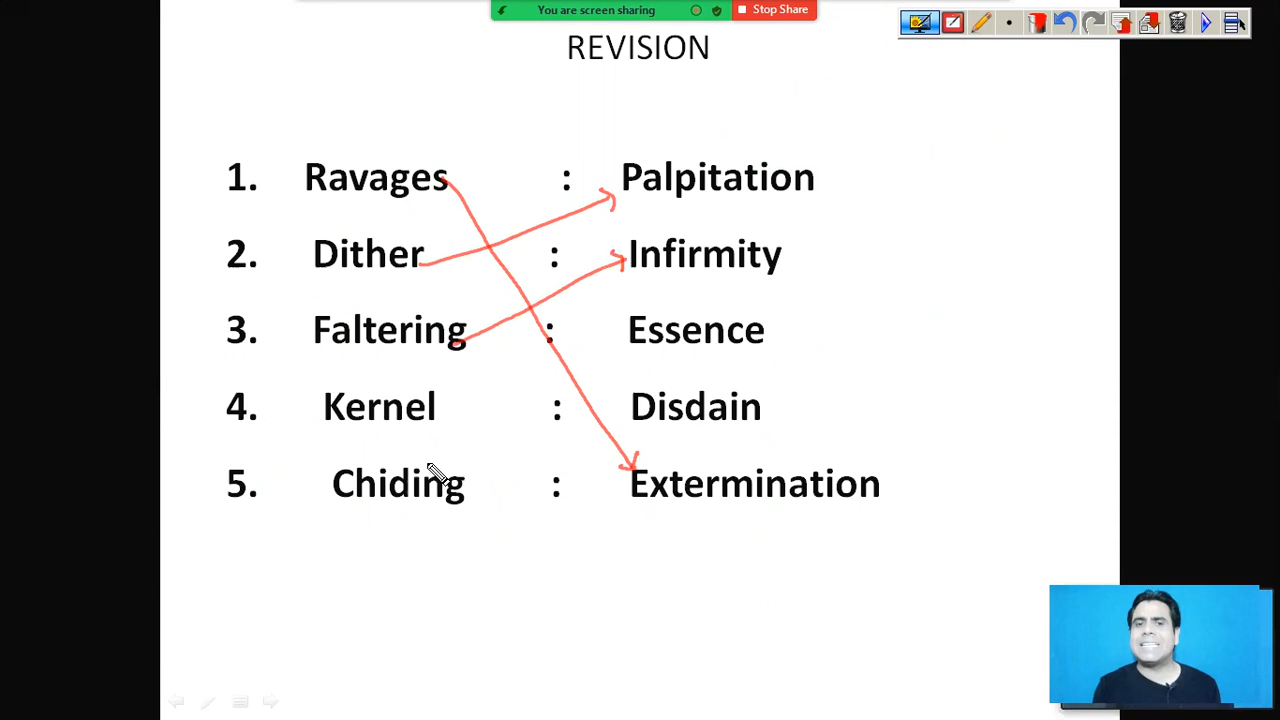 You are screen sharing Stop Share
REVISION
1. Ravages : Palpitation
2. Dither : Infirmity
3. Faltering : Essence
4. Kernel : Disdain
5. Chiding : Extermination